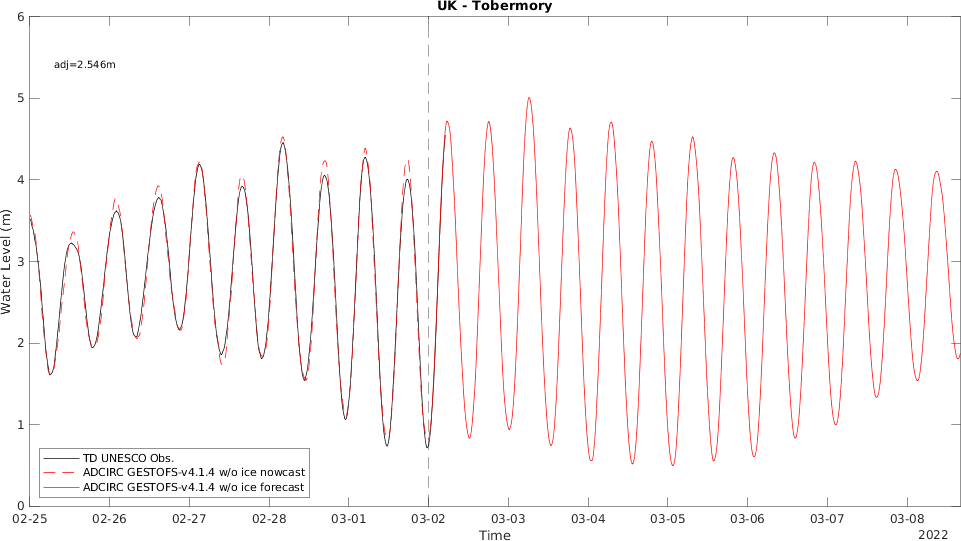 UK - Tobermory
adj=2.546m
6
5
4
3
2
1
0
Water Level (m)
TD UNESCO Obs.
ADCIRC GESTOFS-v4.1.4 w/o ice nowcast
ADCIRC GESTOFS-v4.1.4 w/o ice forecast
02-25 02-26 02-27 02-28 03-01 03-02 03-03 03-04 03-05 03-06 03-07 03-08
Time
2022